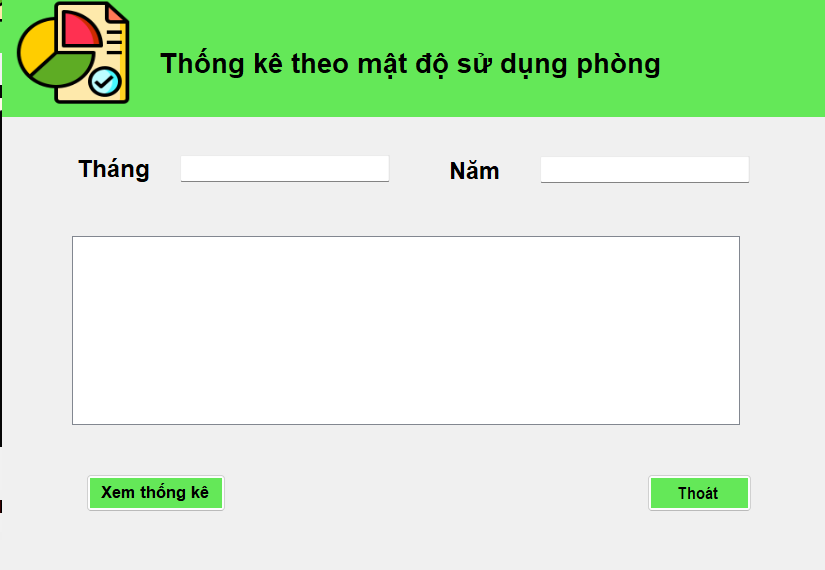 Thống kê theo mật độ sử dụng phòng
Tháng
Năm
Xem thống kê
Thoát